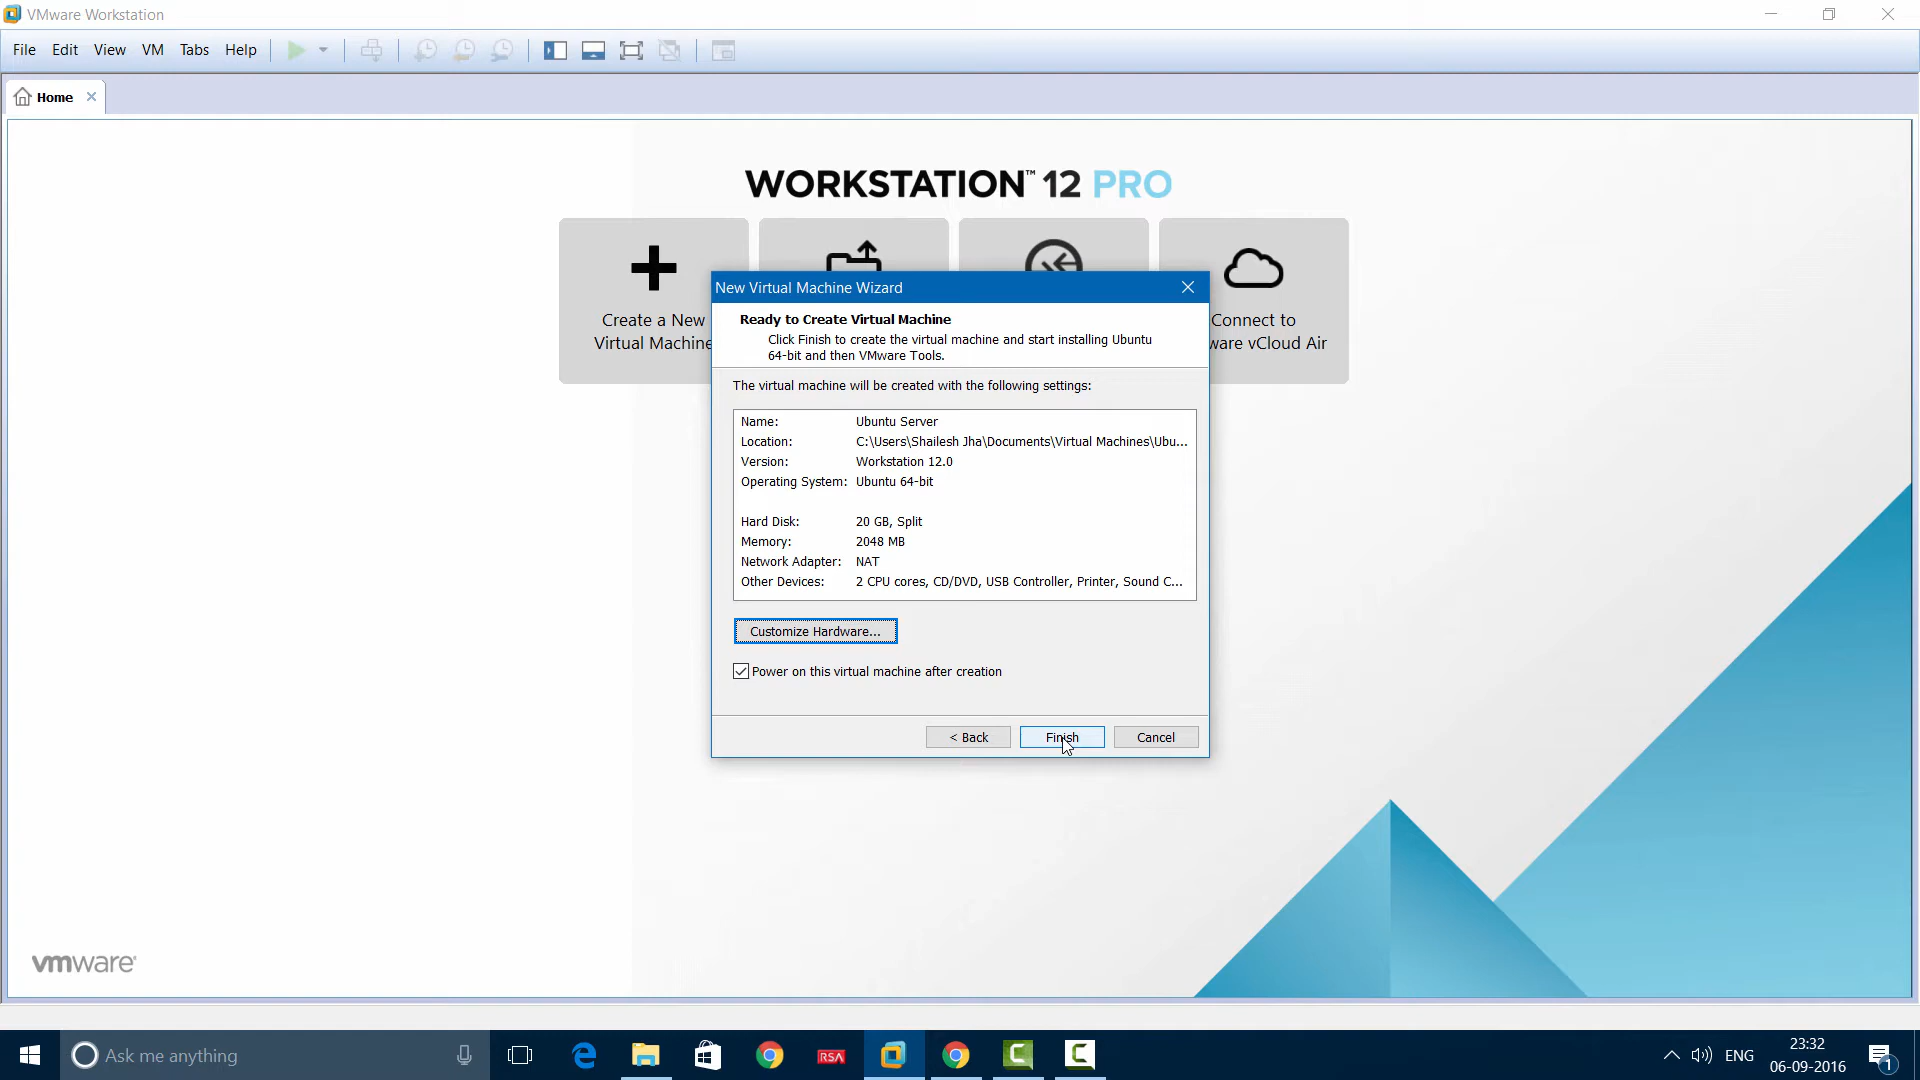 VMware Workstation
File Edit View VM Tabs Help
Home
WORKSTATION™ 12 PRO
Create a New
Virtual Machine
Connect to
ware vCloud Air
New Virtual Machine Wizard
Ready to Create Virtual Machine
Click Finish to create the virtual machine and start installing Ubuntu
64-bit and then VMware Tools.
The virtual machine will be created with the following settings:
Name: Ubuntu Server
Location: C:\Users\Shailesh Jha\Documents\Virtual Machines\Ubu...
Version: Workstation 12.0
Operating System: Ubuntu 64-bit
Hard Disk: 20 GB, Split
Memory: 2048 MB
Network Adapter: NAT
Other Devices: 2 CPU cores, CD/DVD, USB Controller, Printer, Sound C...
Customize Hardware...
Power on this virtual machine after creation
< Back Finish Cancel
vmware
Ask me anything
RSA
ENG
23:32
06-09-2016
1